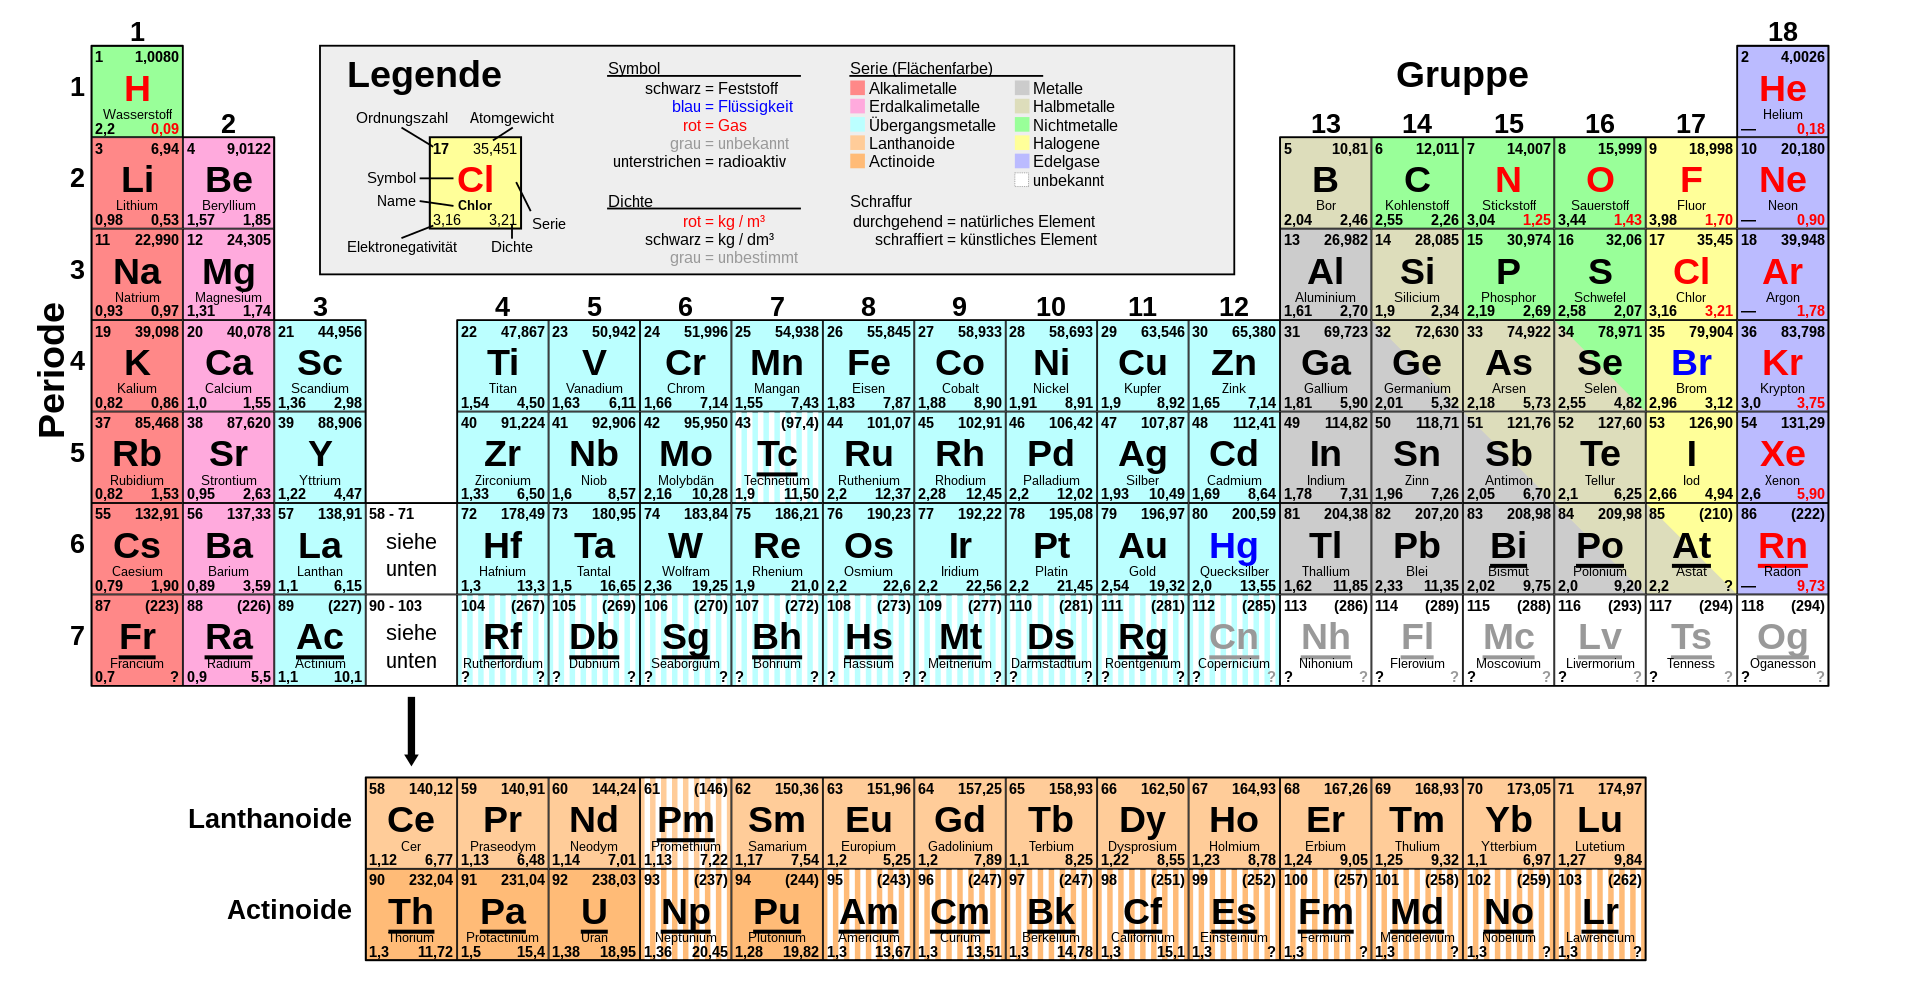 1
18
1 1,0080
H
Wasserstoff
2,2 0,09
2 4,0026
He
Helium
— 0,18
Legende
Ordnungszahl
Atomgewicht
17 35,451
Cl
Chlor
3,16 3,21
Symbol
Name
Elektronegativität
Dichte
Serie
Symbol
schwarz = Feststoff
blau = Flüssigkeit
rot = Gas
grau = unbekannt
unterstrichen = radioaktiv
Dichte
rot = kg / m³
schwarz = kg / dm³
grau = unbestimmt
Serie (Flächenfarbe)
Alkalimetalle
Erdalkalimetalle
Übergangsmetalle
Lanthanoide
Actinoide
Metalle
Halbmetalle
Nichtmetalle
Halogene
Edelgase
unbekannt
Schraffur
durchgehend = natürliches Element
schraffiert = künstliches Element
Gruppe
Periode
1
2
3
4
5
6
7
2
13
14
15
16
17
3 6,94
Li
Lithium
0,98 0,53
4 9,0122
Be
Beryllium
1,57 1,85
5 10,81
B
Bor
2,04 2,46
6 12,011
C
Kohlenstoff
2,55 2,26
7 14,007
N
Stickstoff
3,04 1,25
8 15,999
O
Sauerstoff
3,44 1,43
9 18,998
F
Fluor
3,98 1,70
10 20,180
Ne
Neon
— 0,90
11 22,990
Na
Natrium
0,93 0,97
12 24,305
Mg
Magnesium
1,31 1,74
13 26,982
Al
Aluminium
1,61 2,70
14 28,085
Si
Silicium
1,9 2,34
15 30,974
P
Phosphor
2,19 2,69
16 32,06
S
Schwefel
2,58 2,07
17 35,45
Cl
Chlor
3,16 3,21
18 39,948
Ar
Argon
— 1,78
3
4
5
6
7
8
9
10
11
12
19 39,098
K
Kalium
0,82 0,86
20 40,078
Ca
Calcium
1,0 1,55
21 44,956
Sc
Scandium
1,36 2,98
22 47,867
Ti
Titan
1,54 4,50
23 50,942
V
Vanadium
1,63 6,11
24 51,996
Cr
Chrom
1,66 7,14
25 54,938
Mn
Mangan
1,55 7,43
26 55,845
Fe
Eisen
1,83 7,87
27 58,933
Co
Cobalt
1,88 8,90
28 58,693
Ni
Nickel
1,91 8,91
29 63,546
Cu
Kupfer
1,9 8,92
30 65,380
Zn
Zink
1,65 7,14
31 69,723
Ga
Gallium
1,81 5,90
32 72,630
Ge
Germanium
2,01 5,32
33 74,922
As
Arsen
2,18 5,73
34 78,971
Se
Selen
2,55 4,82
35 79,904
Br
Brom
2,96 3,12
36 83,798
Kr
Krypton
3,0 3,75
37 85,468
Rb
Rubidium
0,82 1,53
38 87,620
Sr
Strontium
0,95 2,63
39 88,906
Y
Yttrium
1,22 4,47
40 91,224
Zr
Zirconium
1,33 6,50
41 92,906
Nb
Niob
1,6 8,57
42 95,950
Mo
Molybdän
2,16 10,28
43 (97,4)
Tc
Technetium
1,9 11,50
44 101,07
Ru
Ruthenium
2,2 12,37
45 102,91
Rh
Rhodium
2,28 12,45
46 106,42
Pd
Palladium
2,2 12,02
47 107,87
Ag
Silber
1,93 10,49
48 112,41
Cd
Cadmium
1,69 8,64
49 114,82
In
Indium
1,78 7,31
50 118,71
Sn
Zinn
1,96 7,26
51 121,76
Sb
Antimon
2,05 6,70
52 127,60
Te
Tellur
2,1 6,25
53 126,90
I
Iod
2,66 4,94
54 131,29
Xe
Xenon
2,6 5,90
55 132,91
Cs
Caesium
0,79 1,90
56 137,33
Ba
Barium
0,89 3,59
57 138,91
La
Lanthan
1,1 6,15
58 - 71
siehe
unten
72 178,49
Hf
Hafnium
1,3 13,3
73 180,95
Ta
Tantal
1,5 16,65
74 183,84
W
Wolfram
2,36 19,25
75 186,21
Re
Rhenium
1,9 21,0
76 190,23
Os
Osmium
2,2 22,6
77 192,22
Ir
Iridium
2,2 22,56
78 195,08
Pt
Platin
2,2 21,45
79 196,97
Au
Gold
2,54 19,32
80 200,59
Hg
Quecksilber
2,0 13,55
81 204,38
Tl
Thallium
1,62 11,85
82 207,20
Pb
Blei
2,33 11,35
83 208,98
Bi
Bismut
2,02 9,75
84 209,98
Po
Polonium
2,0 9,20
85 (210)
At
Astat
2,2 ?
86 (222)
Rn
Radon
— 9,73
87 (223)
Fr
Francium
0,7 ?
88 (226)
Ra
Radium
0,9 5,5
89 (227)
Ac
Actinium
1,1 10,1
90 - 103
siehe
unten
104 (267)
Rf
Rutherfordium
? ?
105 (269)
Db
Dubnium
? ?
106 (270)
Sg
Seaborgium
? ?
107 (272)
Bh
Bohrium
? ?
108 (273)
Hs
Hassium
? ?
109 (277)
Mt
Meitnerium
? ?
110 (281)
Ds
Darmstadtium
? ?
111 (281)
Rg
Roentgenium
? ?
112 (285)
Cn
Copernicium
? ?
113 (286)
Nh
Nihonium
? ?
114 (289)
Fl
Flerovium
? ?
115 (288)
Mc
Moscovium
? ?
116 (293)
Lv
Livermorium
? ?
117 (294)
Ts
Tenness
? ?
118 (294)
Og
Oganesson
? ?
Lanthanoide
58 140,12
Ce
Cer
1,12 6,77
59 140,91
Pr
Praseodym
1,13 6,48
60 144,24
Nd
Neodym
1,14 7,01
61 (146)
Pm
Promethium
1,13 7,22
62 150,36
Sm
Samarium
1,17 7,54
63 151,96
Eu
Europium
1,2 5,25
64 157,25
Gd
Gadolinium
1,2 7,89
65 158,93
Tb
Terbium
1,1 8,25
66 162,50
Dy
Dysprosium
1,22 8,55
67 164,93
Ho
Holmium
1,23 8,78
68 167,26
Er
Erbium
1,24 9,05
69 168,93
Tm
Thulium
1,25 9,32
70 173,05
Yb
Ytterbium
1,1 6,97
71 174,97
Lu
Lutetium
1,27 9,84
Actinoide
90 232,04
Th
Thorium
1,3 11,72
91 231,04
Pa
Protactinium
1,5 15,4
92 238,03
U
Uran
1,38 18,95
93 (237)
Np
Neptunium
1,36 20,45
94 (244)
Pu
Plutonium
1,28 19,82
95 (243)
Am
Americium
1,3 13,67
96 (247)
Cm
Curium
1,3 13,51
97 (247)
Bk
Berkelium
1,3 14,78
98 (251)
Cf
Californium
1,3 15,1
99 (252)
Es
Einsteinium
1,3 ?
100 (257)
Fm
Fermium
1,3 ?
101 (258)
Md
Mendelevium
1,3 ?
102 (259)
No
Nobelium
1,3 ?
103 (262)
Lr
Lawrencium
1,3 ?